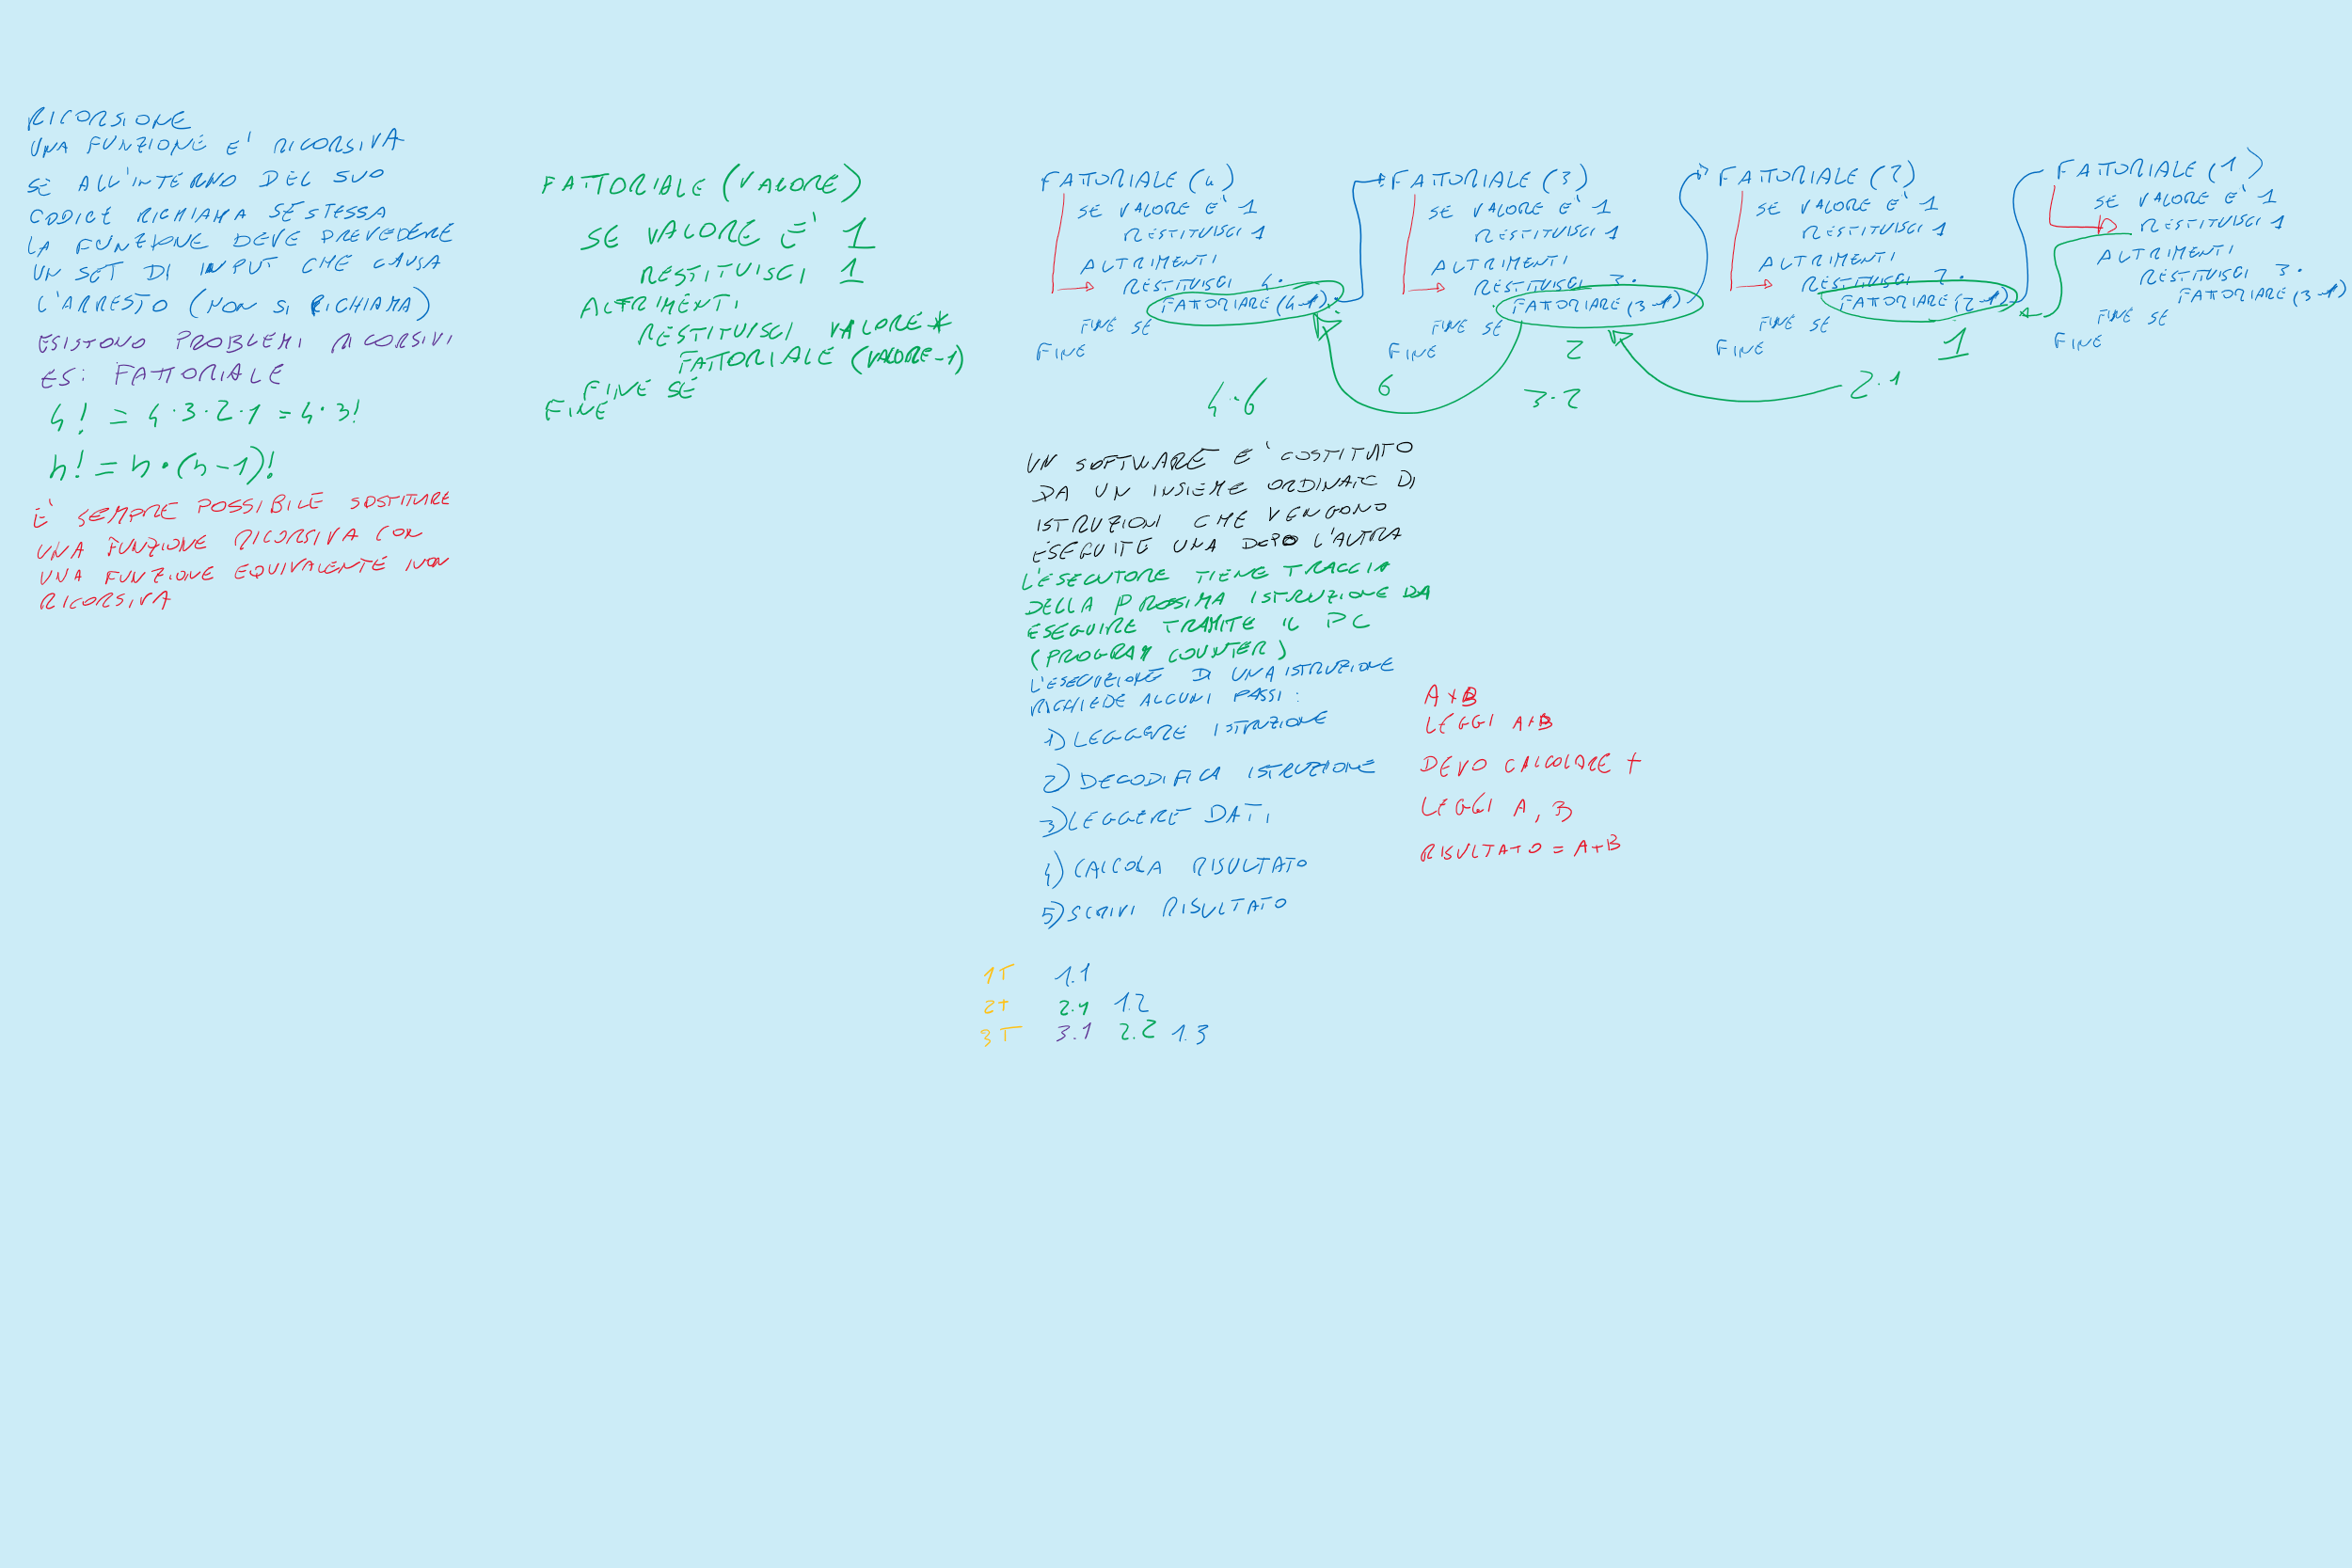 RICORSIONE
UNA FUNZIONE E' RICORSIVA
SE ALL'INTERNO DEL SUO
CODICE RICHIAMA SE STESSA
LA FUNZIONE DEVE PREVEDERE
UN SET DI INPUT CHE CAUSA
L'ARRESTO (NON SI RICHIAMA)
ESISTONO PROBLEMI RICORSIVI
ES: FATTORIALE
4! = 4·3·2·1 = 4·3!
n! = n·(n-1)!
È SEMPRE POSSIBILE SOSTITUIRE
UNA FUNZIONE RICORSIVA CON
UNA FUNZIONE EQUIVALENTE NON
RICORSIVA
FATTORIALE (VALORE)
SE VALORE E' 1
RESTITUISCI 1
ALTRIMENTI
RESTITUISCI VALORE*
FATTORIALE (VALORE-1)
FINE SE
FINE
FATTORIALE (4)
SE VALORE E' 1
RESTITUISCI 1
ALTRIMENTI
RESTITUISCI 4·
FATTORIARE (4-1)
FINE SE
FINE
4·6
FATTORIALE (3)
SE VALORE E' 1
RESTITUISCI 1
ALTRIMENTI
RESTITUISCI 3·
FATTORIARE (3-1)
FINE SE
FINE
2
6
3·2
FATTORIALE (2)
SE VALORE E' 1
RESTITUISCI 1
ALTRIMENTI
RESTITUISCI 2·
FATTORIARE (2-1)
FINE SE
FINE
1
2·1
FATTORIALE (1)
SE VALORE E' 1
RESTITUISCI 1
ALTRIMENTI
RESTITUISCI 3·
FATTORIARE (3-1)
FINE SE
FINE
UN SOFTWARE E' COSTITUTO
DA UN INSIEME ORDINATO DI
ISTRUZIONI CHE VENGONO
ESEGUITE UNA DOPO L'ALTRA
L'ESECUTORE TIENE TRACCIA
DELLA PROSSIMA ISTRUZIONE DA
ESEGUIRE TRAMITE IL PC
(PROGRAM COUNTER)
L'ESECUZIONE DI UNA ISTRUZIONE
RICHIEDE ALCUNI PASSI:
1) LEGGERE ISTRUZIONE
2) DECODIFICA ISTRUZIONE
3) LEGGERE DATI
4) CALCOLA RISULTATO
5) SCRIVI RISULTATO
A+B
LEGGI A+B
DEVO CALCOLARE +
LEGGI A, B
RISULTATO = A+B
1T 1.1
2T 2.1 1.2
3T 3.1 2.2 1.3